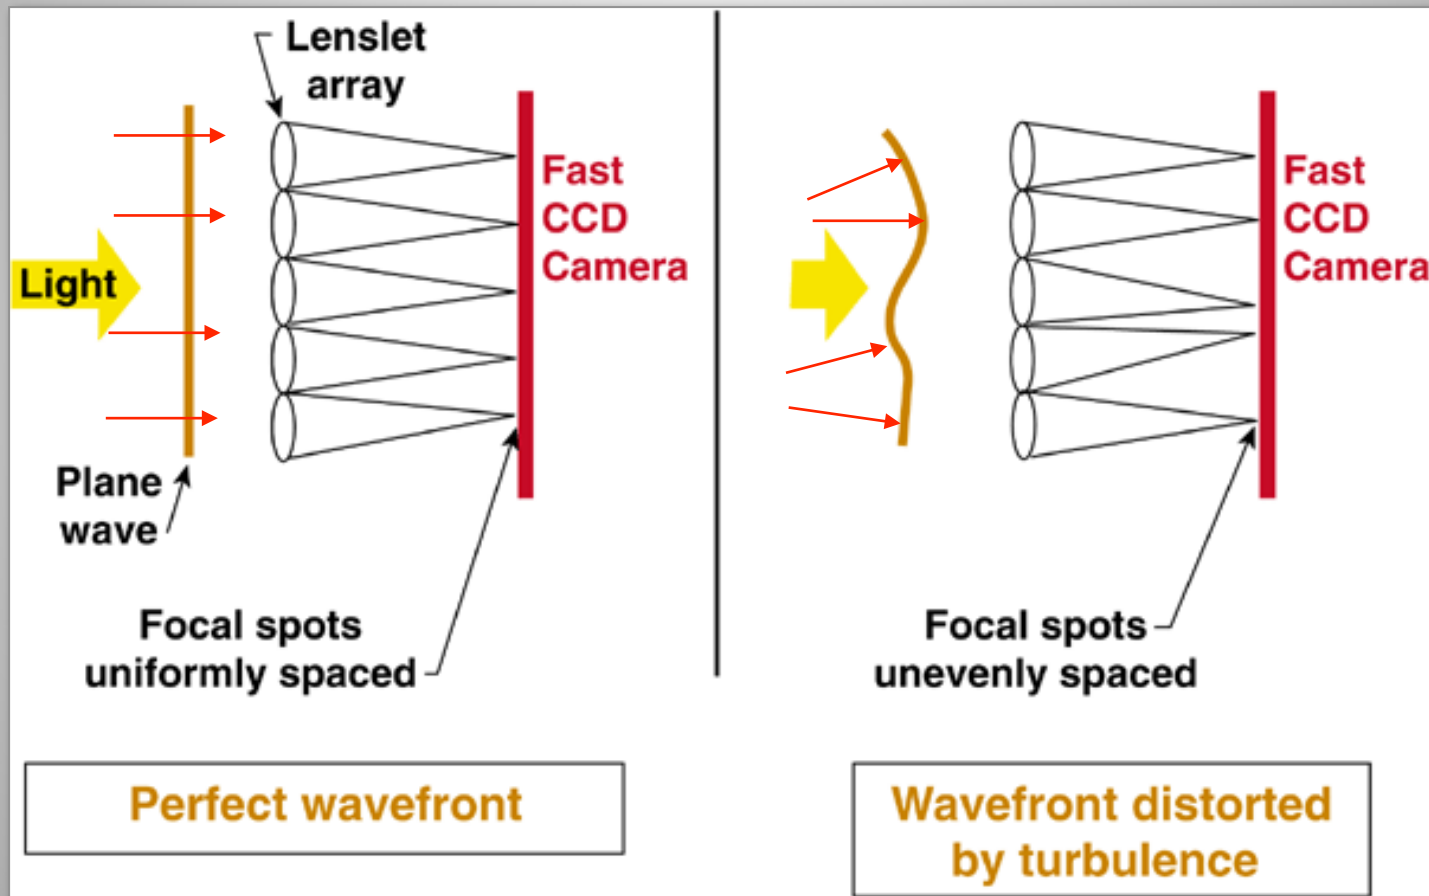 Lenslet
array
Fast
CCD
Camera
Light
Plane
wave
Focal spots
uniformly spaced
Perfect wavefront
Fast
CCD
Camera
Focal spots
unevenly spaced
Wavefront distorted
by turbulence